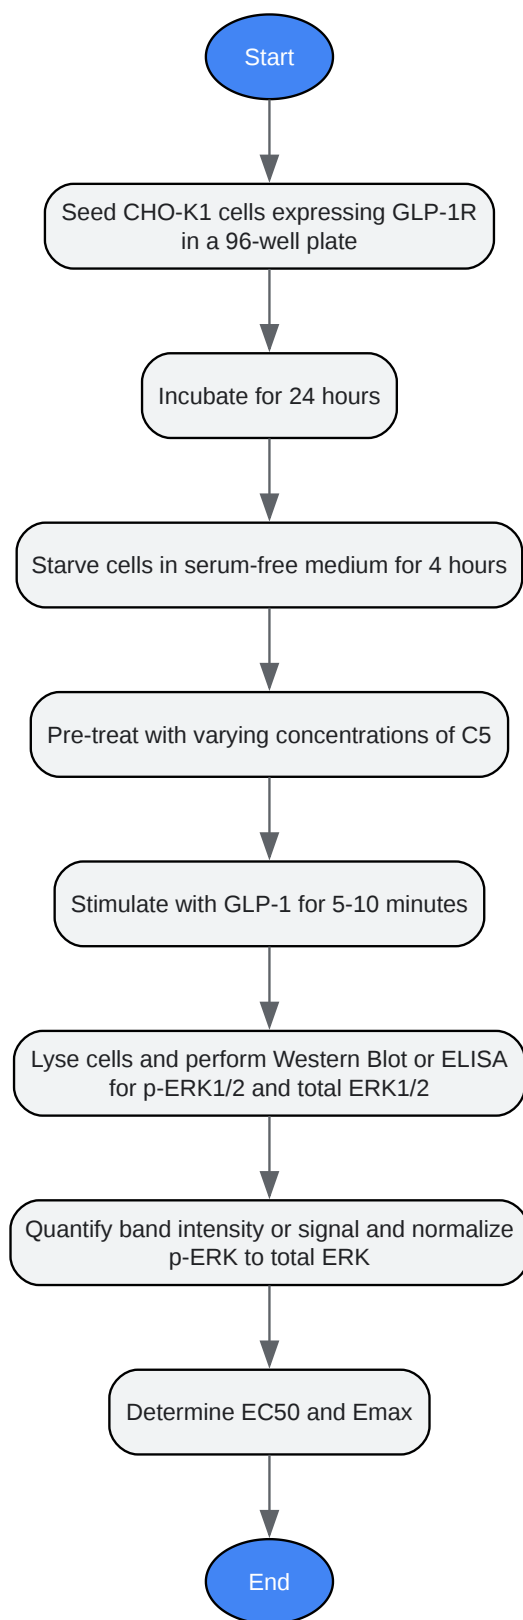 Start
Seed CHO-K1 cells expressing GLP-1R
in a 96-well plate
Incubate for 24 hours
Starve cells in serum-free medium for 4 hours
Pre-treat with varying concentrations of C5
Stimulate with GLP-1 for 5-10 minutes
Lyse cells and perform Western Blot or ELISA
for p-ERK1/2 and total ERK1/2
Quantify band intensity or signal and normalize
p-ERK to total ERK
Determine EC50 and Emax
End